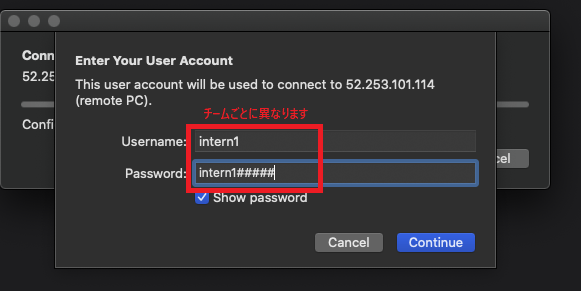 Conn
52.25
Enter Your User Account
This user account will be used to connect to 52.253.101.114
(remote PC).
チームごとに異なります
Confi
Username: intern1
Password: intern1#####
Show password
cel
Cancel Continue